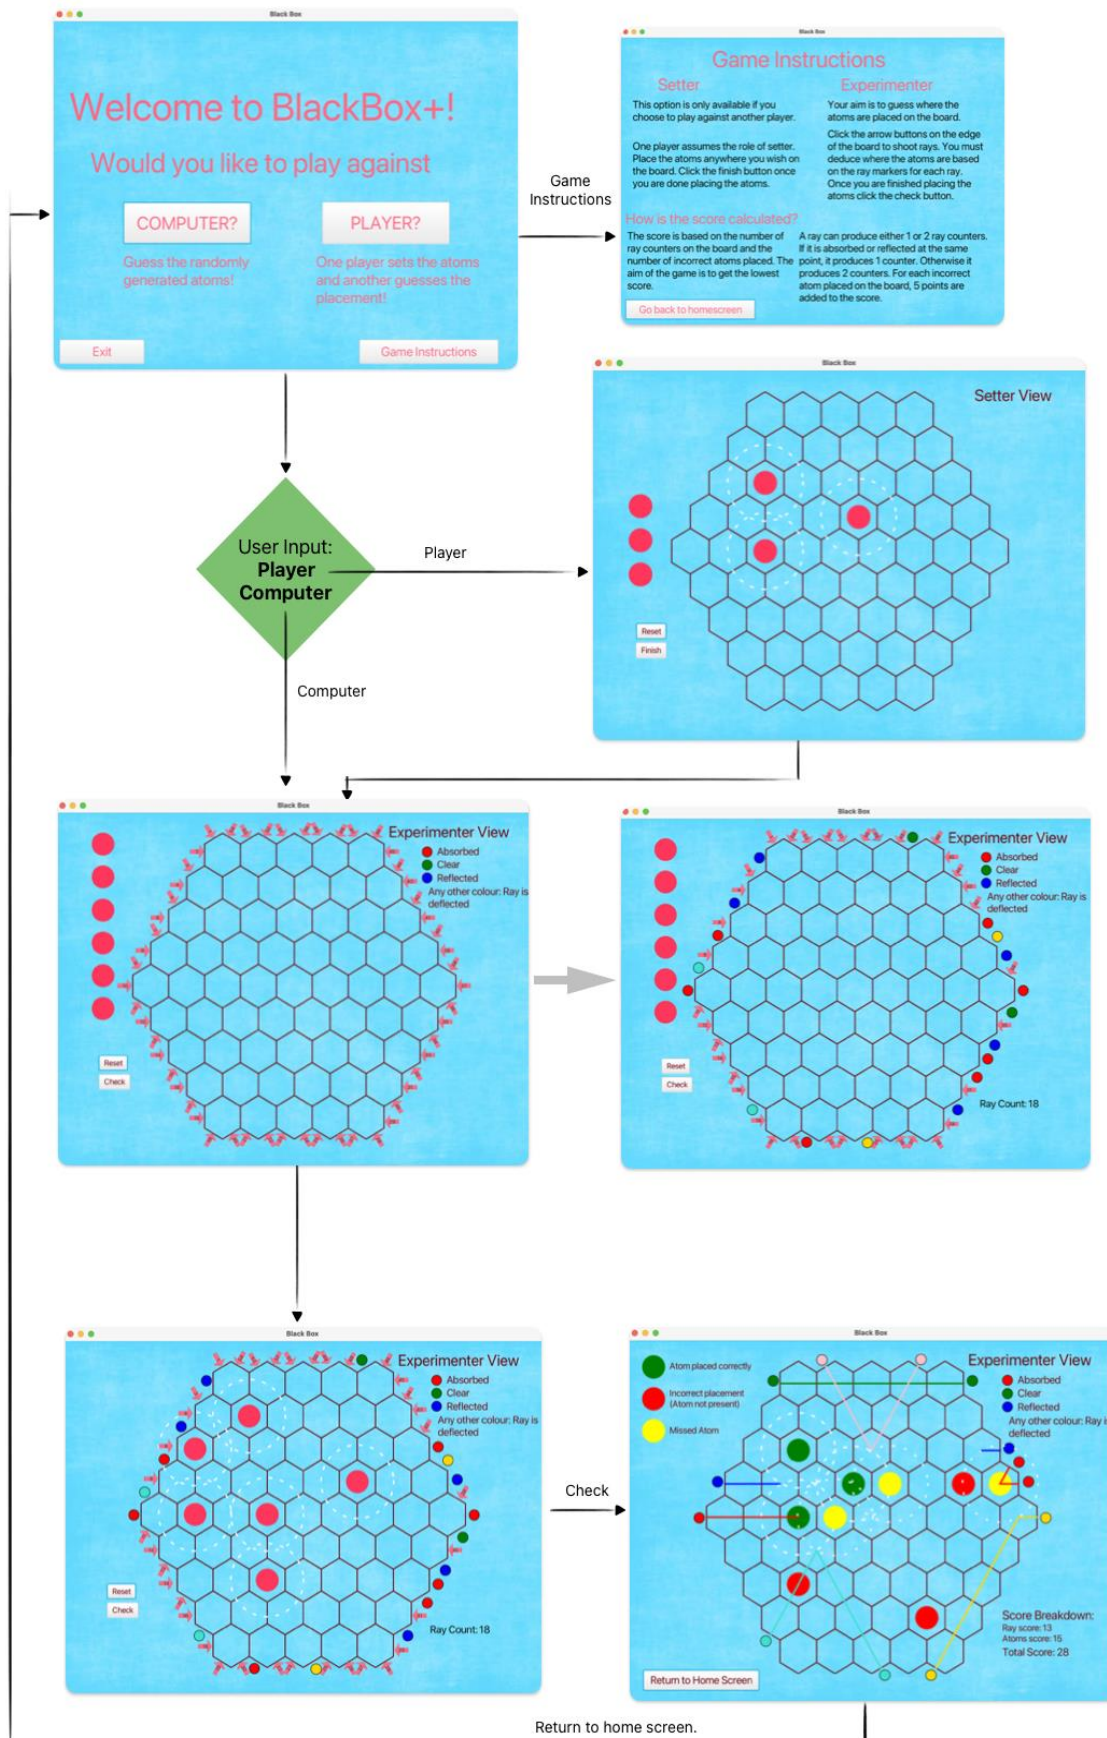 Black Box
Welcome to BlackBox+!
Would you like to play against
COMPUTER?
PLAYER?
Guess the randomly
generated atoms!
One player sets the atoms
and another guesses the
placement!
Exit
Game Instructions
Game
Instructions
Black Box
Game Instructions
Setter
This option is only available if you
choose to play against another player.
One player assumes the role of setter.
Place the atoms anywhere you wish on
the board. Click the finish button once
you are done placing the atoms.
Experimenter
Your aim is to guess where the
atoms are placed on the board.
Click the arrow buttons on the edge
of the board to shoot rays. You must
deduce where the atoms are based
on the ray markers for each ray.
Once you are finished placing the
atoms click the check button.
How is the score calculated?
The score is based on the number of
ray counters on the board and the
number of incorrect atoms placed. The
aim of the game is to get the lowest
score.
A ray can produce either 1 or 2 ray counters.
If it is absorbed or reflected at the same
point, it produces 1 counter. Otherwise it
produces 2 counters. For each incorrect
atom placed on the board, 5 points are
added to the score.
Go back to homescreen
User Input:
Player
Computer
Player
Computer
Black Box
Setter View
Reset
Finish
Black Box
Experimenter View
Absorbed
Clear
Reflected
Any other colour: Ray is
deflected
Reset
Check
Black Box
Experimenter View
Absorbed
Clear
Reflected
Any other colour: Ray is
deflected
Reset
Check
Ray Count: 18
Black Box
Experimenter View
Absorbed
Clear
Reflected
Any other colour: Ray is
deflected
Reset
Check
Ray Count: 18
Check
Black Box
Atom placed correctly
Incorrect placement
(Atom not present)
Missed Atom
Experimenter View
Absorbed
Clear
Reflected
Any other colour: Ray i
deflected
Score Breakdown:
Ray score: 13
Atoms score: 15
Total Score: 28
Return to Home Screen
Return to home screen.